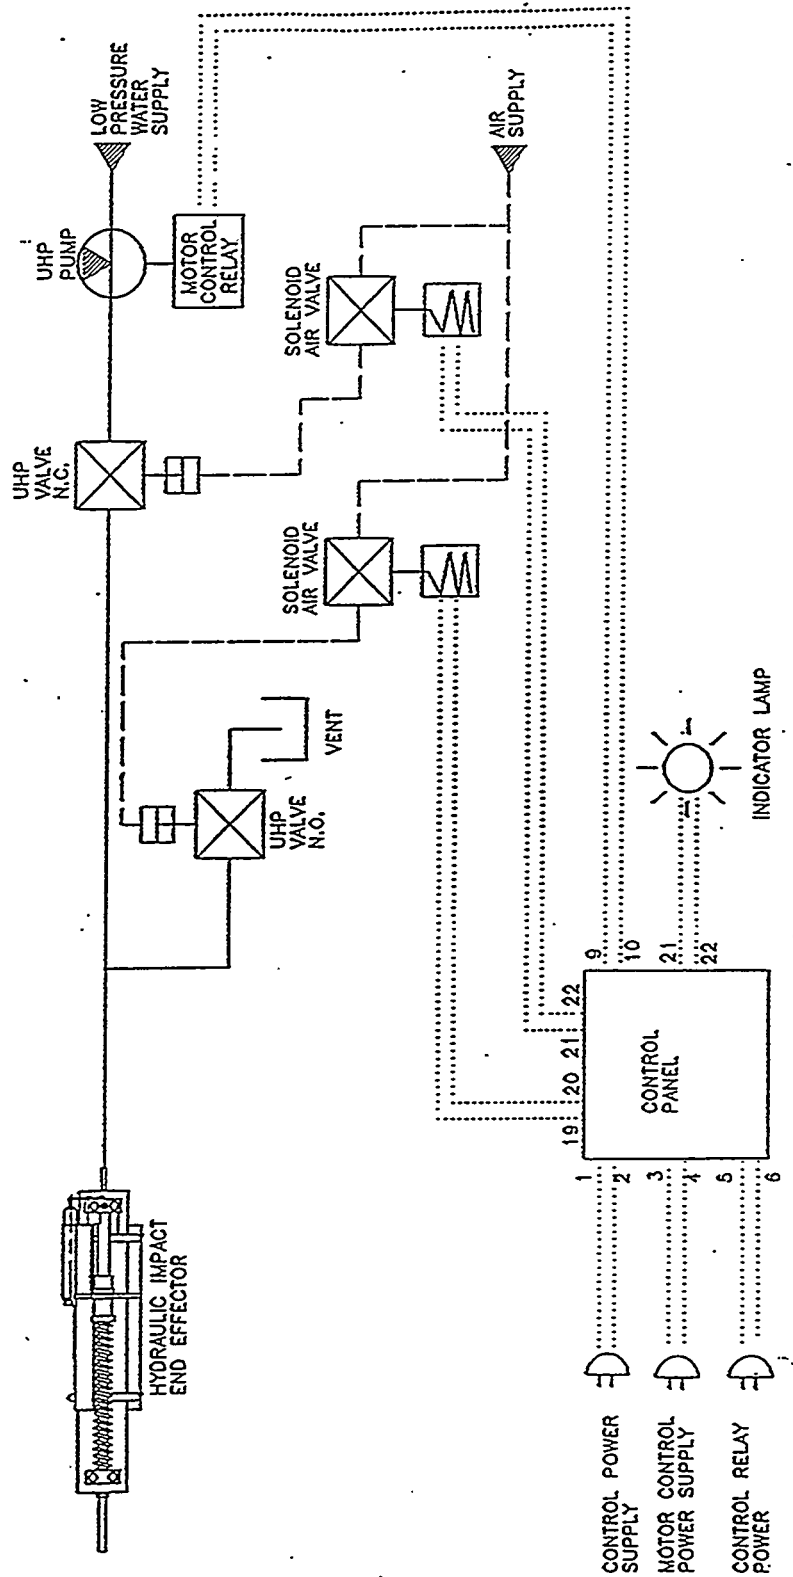 LOW
PRESSURE
WATER
SUPPLY
UHP
PUMP
MOTOR
CONTROL
RELAY
AIR
SUPPLY
SOLENOID
AIR VALVE
UHP
VALVE
N.C.
SOLENOID
AIR VALVE
VENT
UHP
VALVE
N.O.
INDICATOR LAMP
HYDRAULIC IMPACT
END EFFECTOR
CONTROL
PANEL
19
20
21
22
9
10
21
22
1
2
3
4
5
6
CONTROL POWER
SUPPLY
MOTOR CONTROL
POWER SUPPLY
CONTROL RELAY
POWER